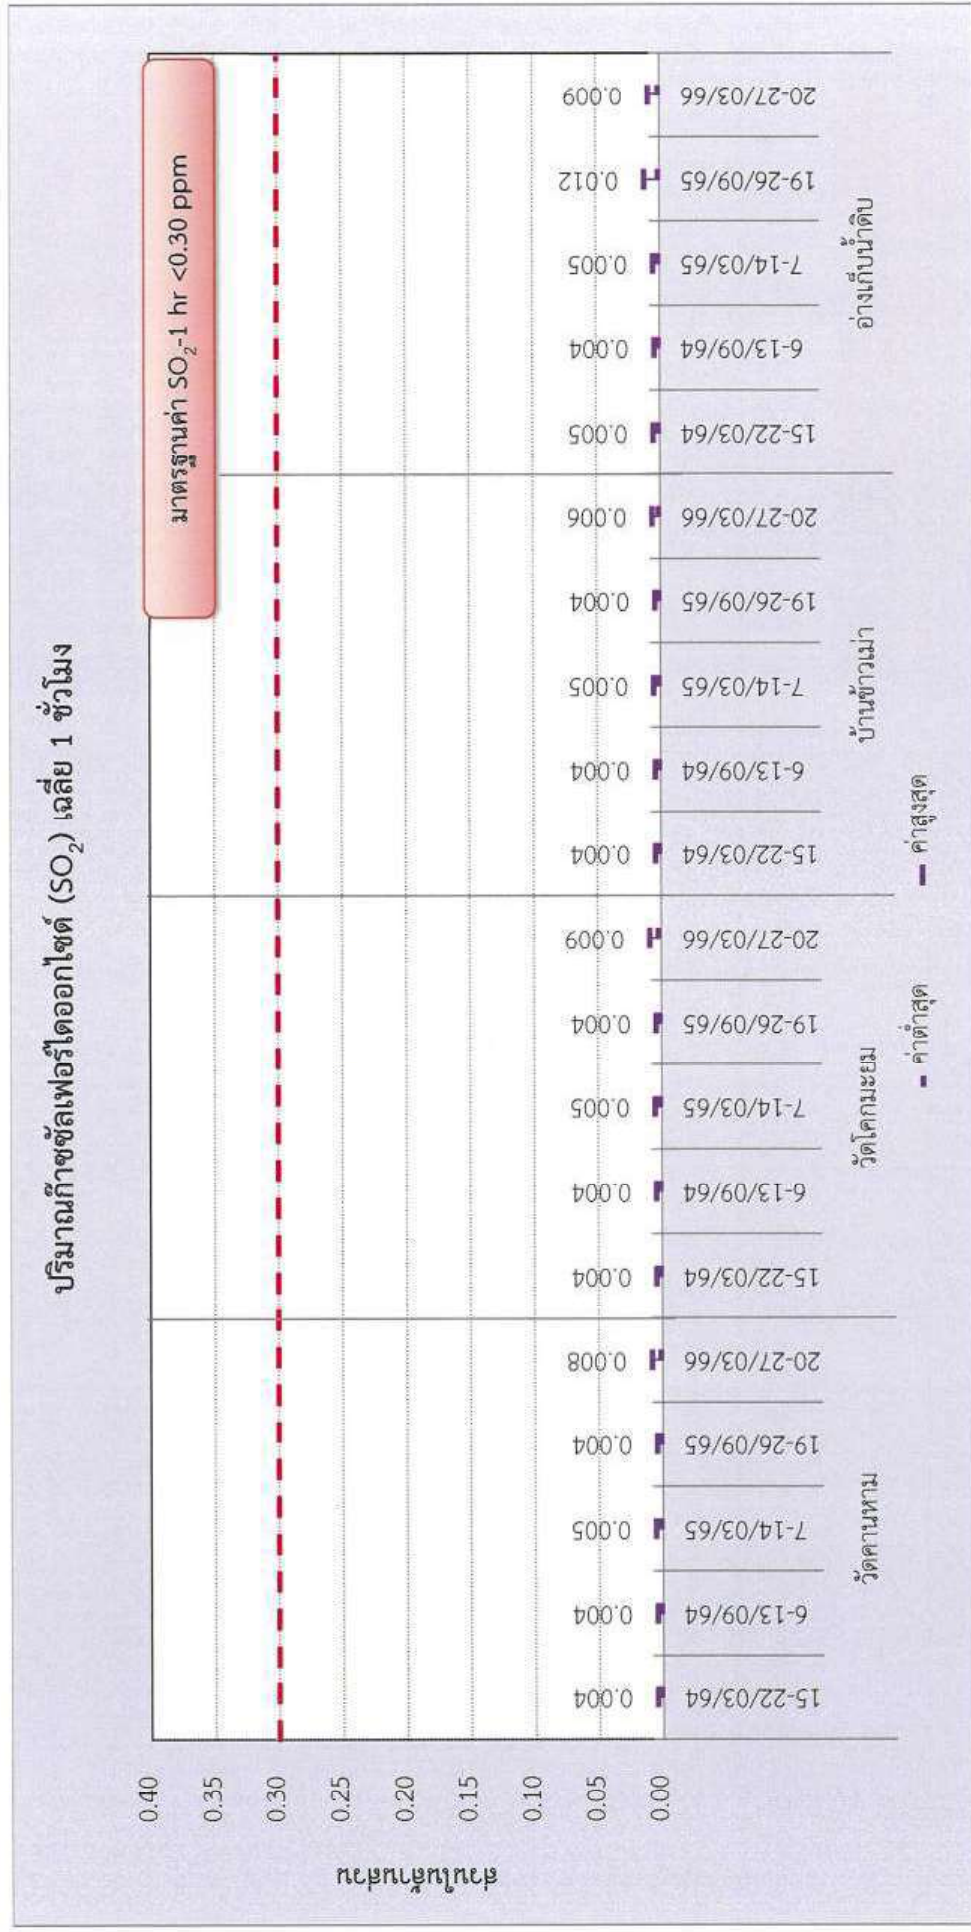 ปริมาณก๊าซซัลเฟอร์ไดออกไซด์ (SO2) เฉลี่ย 1 ชั่วโมง
มาตรฐานค่า SO2-1 hr <0.30 ppm
ส่วนในล้านส่วน
0.40
0.35
0.30
0.25
0.20
0.15
0.10
0.05
0.00
0.004 0.004 0.005 0.004 0.008 0.004 0.004 0.005 0.004 0.009 0.004 0.004 0.005 0.004 0.006 0.005 0.004 0.005 0.012 0.009
15-22/03/64 6-13/09/64 7-14/03/65 19-26/09/65 20-27/03/66 15-22/03/64 6-13/09/64 7-14/03/65 19-26/09/65 20-27/03/66 15-22/03/64 6-13/09/64 7-14/03/65 19-26/09/65 20-27/03/66 15-22/03/64 6-13/09/64 7-14/03/65 19-26/09/65 20-27/03/66
วัดคานหาม วัดโคกมะยม บ้านข้าวเม่า อ่างเก็บน้ำดิบ
ค่าต่ำสุด ค่าสูงสุด